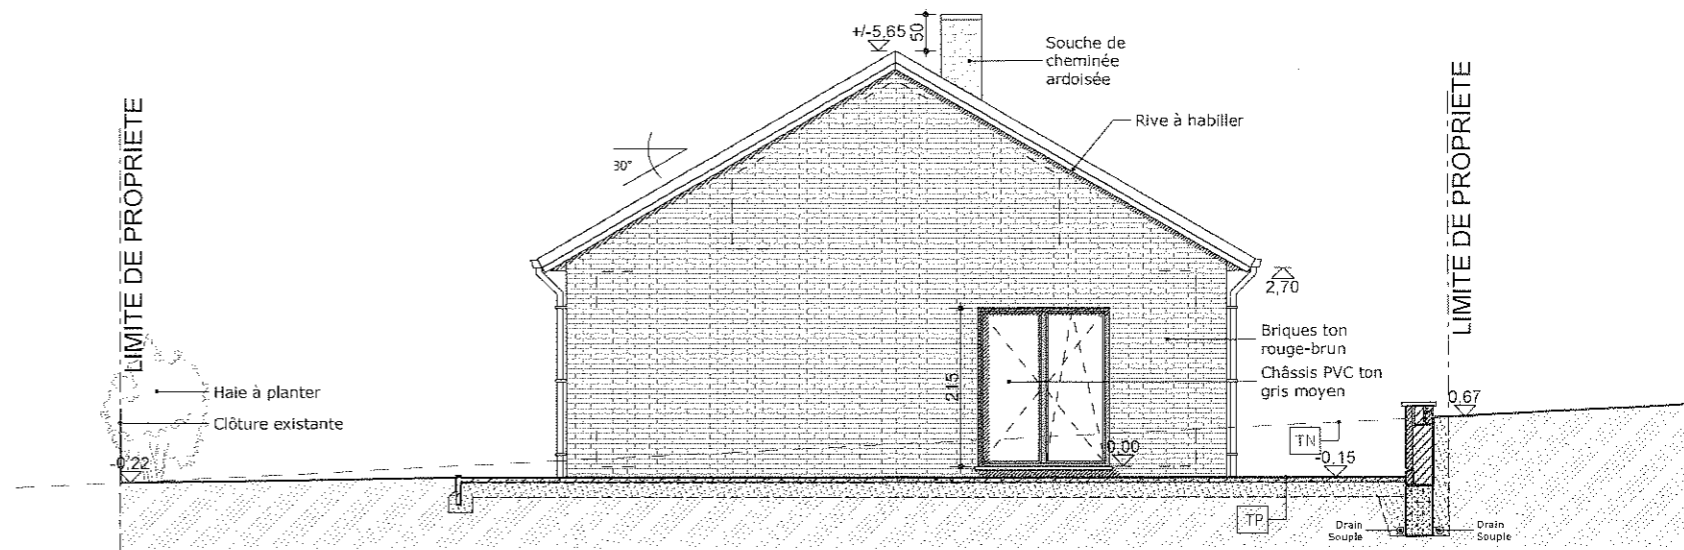 +/-5,65
50
Souche de
cheminée
ardoisée
Rive à habiller
30°
LIMITE DE PROPRIETE
LIMITE DE PROPRIETE
2,70
Briques ton
rouge-brun
Châssis PVC ton
gris moyen
215
Haie à planter
Clôture existante
0,67
TN
0,00
-0,15
-0,22
TP
Drain
Souple
Drain
Souple